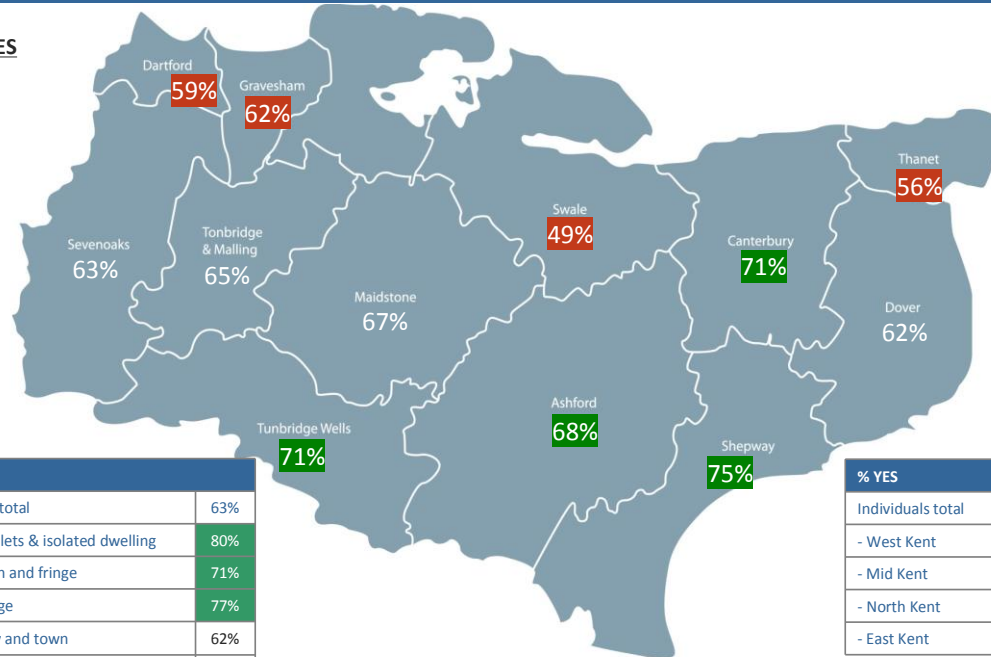 ES
Dartford
59%
Gravesham
62%
Thanet
56%
Swale
49%
Sevenoaks
63%
Tonbridge
& Malling
65%
Canterbury
71%
Maidstone
67%
Dover
62%
Ashford
68%
Tunbridge Wells
71%
Shepway
75%
total 63%
lets & isolated dwelling 80%
n and fringe 71%
ge 77%
y and town 62%
% YES
Individuals total
- West Kent
- Mid Kent
- North Kent
- East Kent